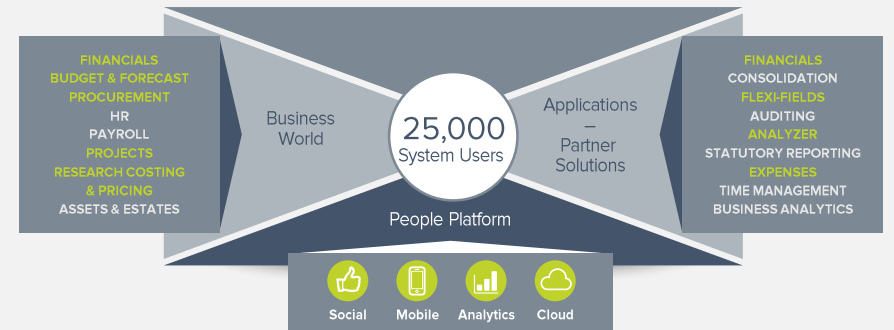 FINANCIALS
BUDGET & FORECAST
PROCUREMENT
HR
PAYROLL
PROJECTS
RESEARCH COSTING
& PRICING
ASSETS & ESTATES
Business
World
25,000
System Users
Applications
–
Partner
Solutions
FINANCIALS
CONSOLIDATION
FLEXI-FIELDS
AUDITING
ANALYZER
STATUTORY REPORTING
EXPENSES
TIME MANAGEMENT
BUSINESS ANALYTICS
People Platform
Social Mobile Analytics Cloud